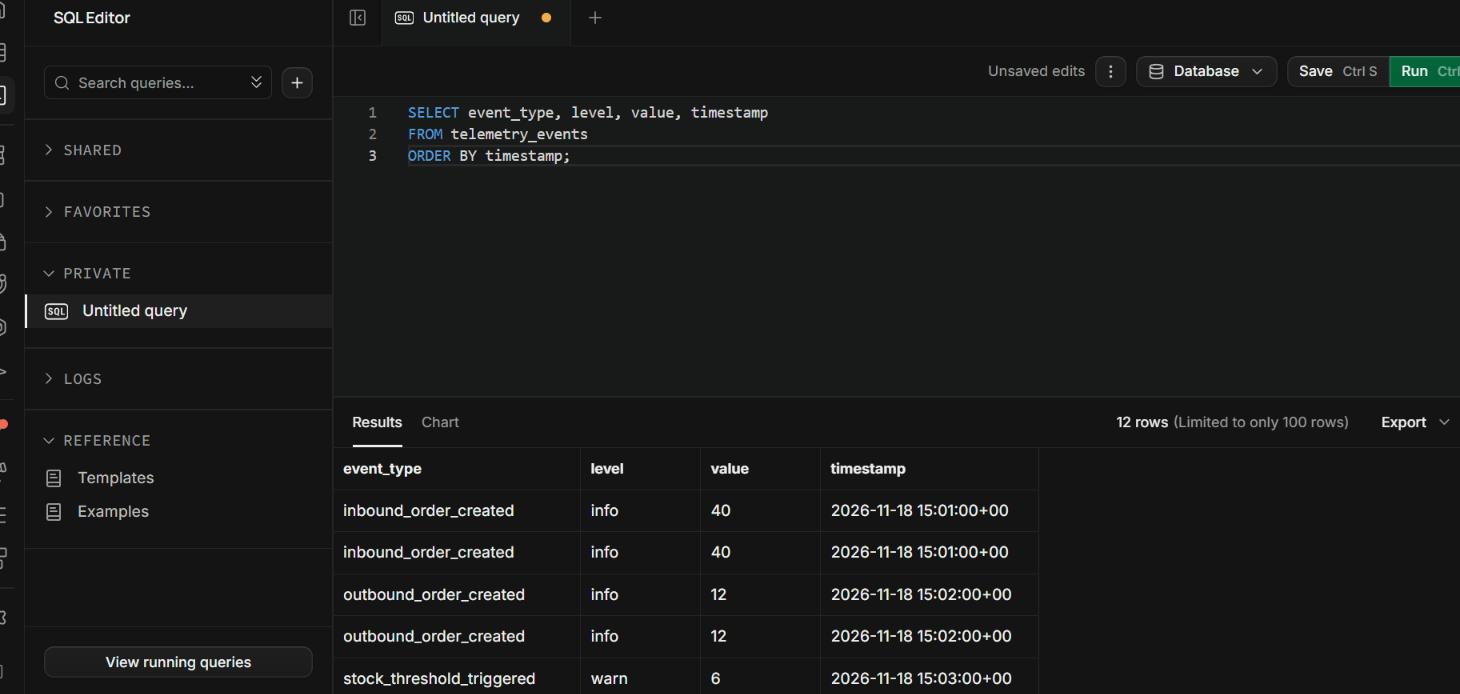 SQL Editor
Untitled query
Search queries...
Unsaved edits
Database
Save Ctrl S
Run
SHARED
FAVORITES
PRIVATE
SQL Untitled query
LOGS
REFERENCE
Templates
Examples
View running queries
1 SELECT event_type, level, value, timestamp
2 FROM telemetry_events
3 ORDER BY timestamp;
Results Chart
12 rows (Limited to only 100 rows) Export
event_type level value timestamp
inbound_order_created info 40 2026-11-18 15:01:00+00
inbound_order_created info 40 2026-11-18 15:01:00+00
outbound_order_created info 12 2026-11-18 15:02:00+00
outbound_order_created info 12 2026-11-18 15:02:00+00
stock_threshold_triggered warn 6 2026-11-18 15:03:00+00